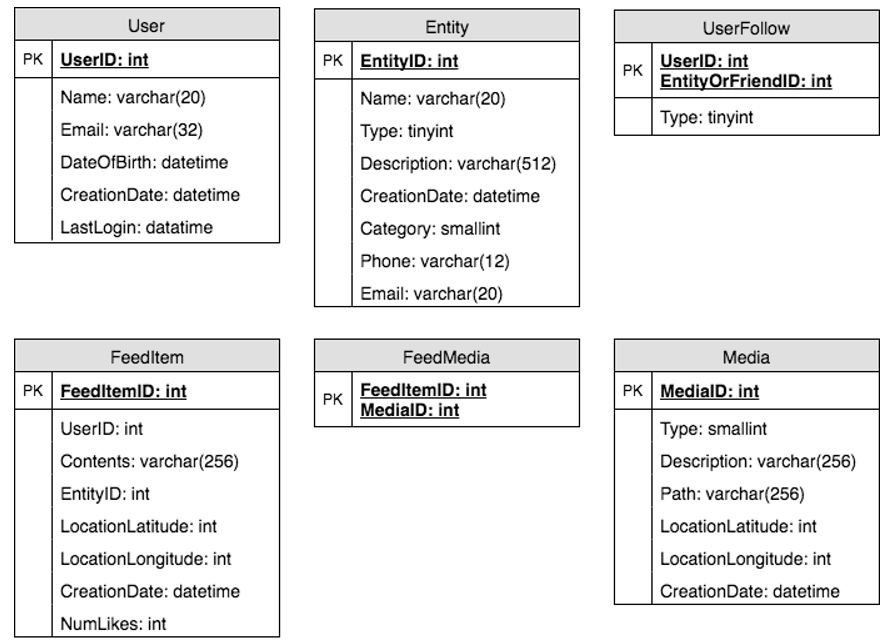 User
PK UserID: int
Name: varchar(20)
Email: varchar(32)
DateOfBirth: datetime
CreationDate: datetime
LastLogin: datatime
Entity
PK EntityID: int
Name: varchar(20)
Type: tinyint
Description: varchar(512)
CreationDate: datetime
Category: smallint
Phone: varchar(12)
Email: varchar(20)
UserFollow
PK UserID: int
EntityOrFriendID: int
Type: tinyint
FeedItem
PK FeedItemID: int
UserID: int
Contents: varchar(256)
EntityID: int
LocationLatitude: int
LocationLongitude: int
CreationDate: datetime
NumLikes: int
FeedMedia
PK FeedItemID: int
MediaID: int
Media
PK MediaID: int
Type: smallint
Description: varchar(256)
Path: varchar(256)
LocationLatitude: int
LocationLongitude: int
CreationDate: datetime